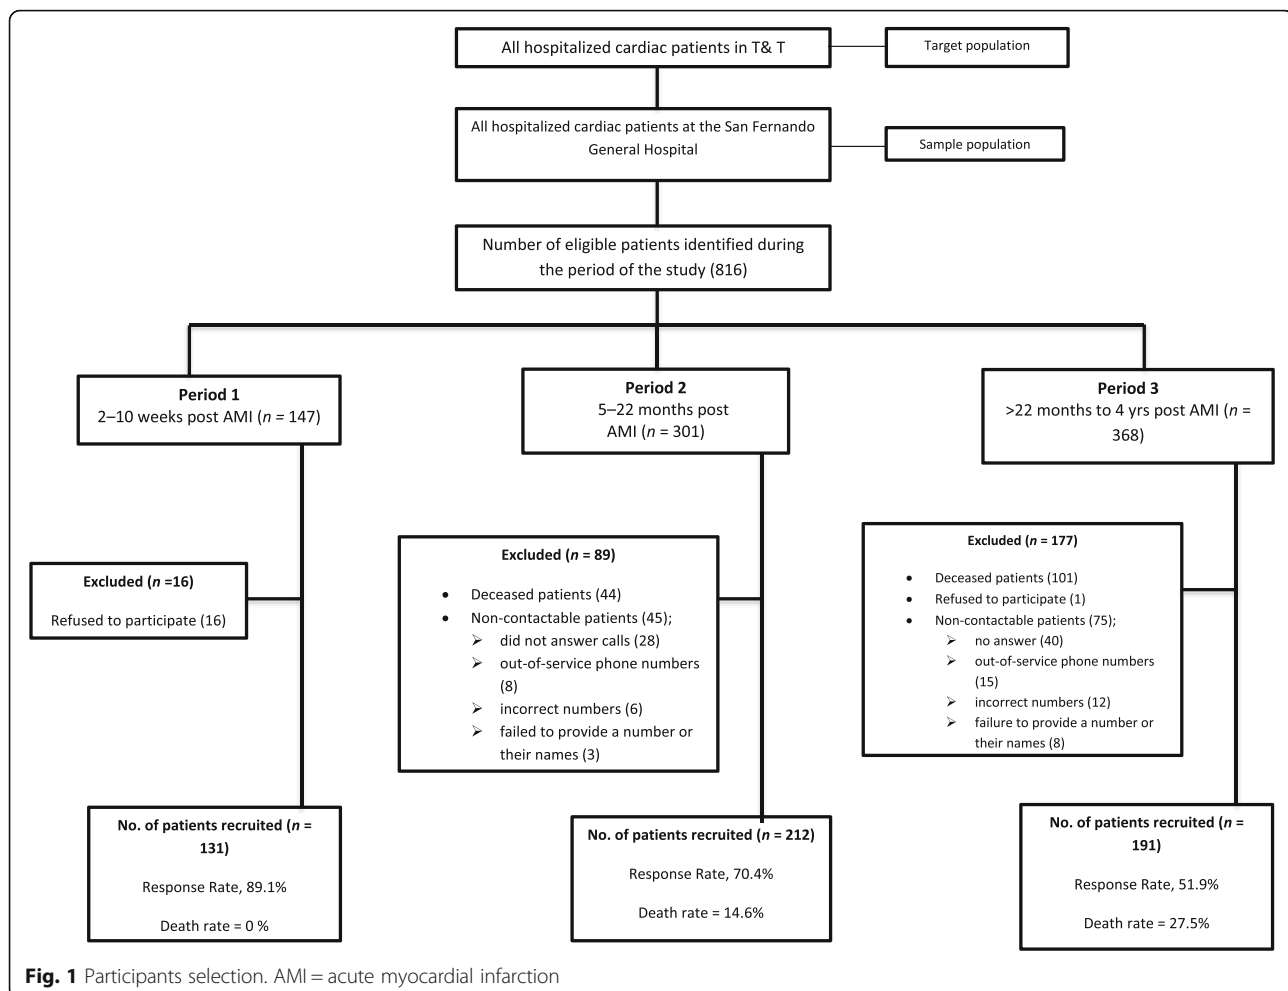 All hospitalized cardiac patients in T& T
Target population
All hospitalized cardiac patients at the San Fernando
General Hospital
Sample population
Number of eligible patients identified during
the period of the study (816)
Period 1
2–10 weeks post AMI (n = 147)
Period 2
5–22 months post
AMI (n = 301)
Period 3
>22 months to 4 yrs post AMI (n =
368)
Excluded (n =16)
Refused to participate (16)
Excluded (n = 89)
• Deceased patients (44)
• Non-contactable patients (45);
➢ did not answer calls (28)
➢ out-of-service phone numbers
(8)
➢ incorrect numbers (6)
➢ failed to provide a number or
their names (3)
Excluded (n = 177)
• Deceased patients (101)
• Refused to participate (1)
• Non-contactable patients (75);
➢ no answer (40)
➢ out-of-service phone numbers
(15)
➢ incorrect numbers (12)
➢ failure to provide a number or
their names (8)
No. of patients recruited (n =
131)
Response Rate, 89.1%
Death rate = 0 %
No. of patients recruited (n = 212)
Response Rate, 70.4%
Death rate = 14.6%
No. of patients recruited (n =
191)
Response Rate, 51.9%
Death rate = 27.5%
Fig. 1 Participants selection. AMI = acute myocardial infarction